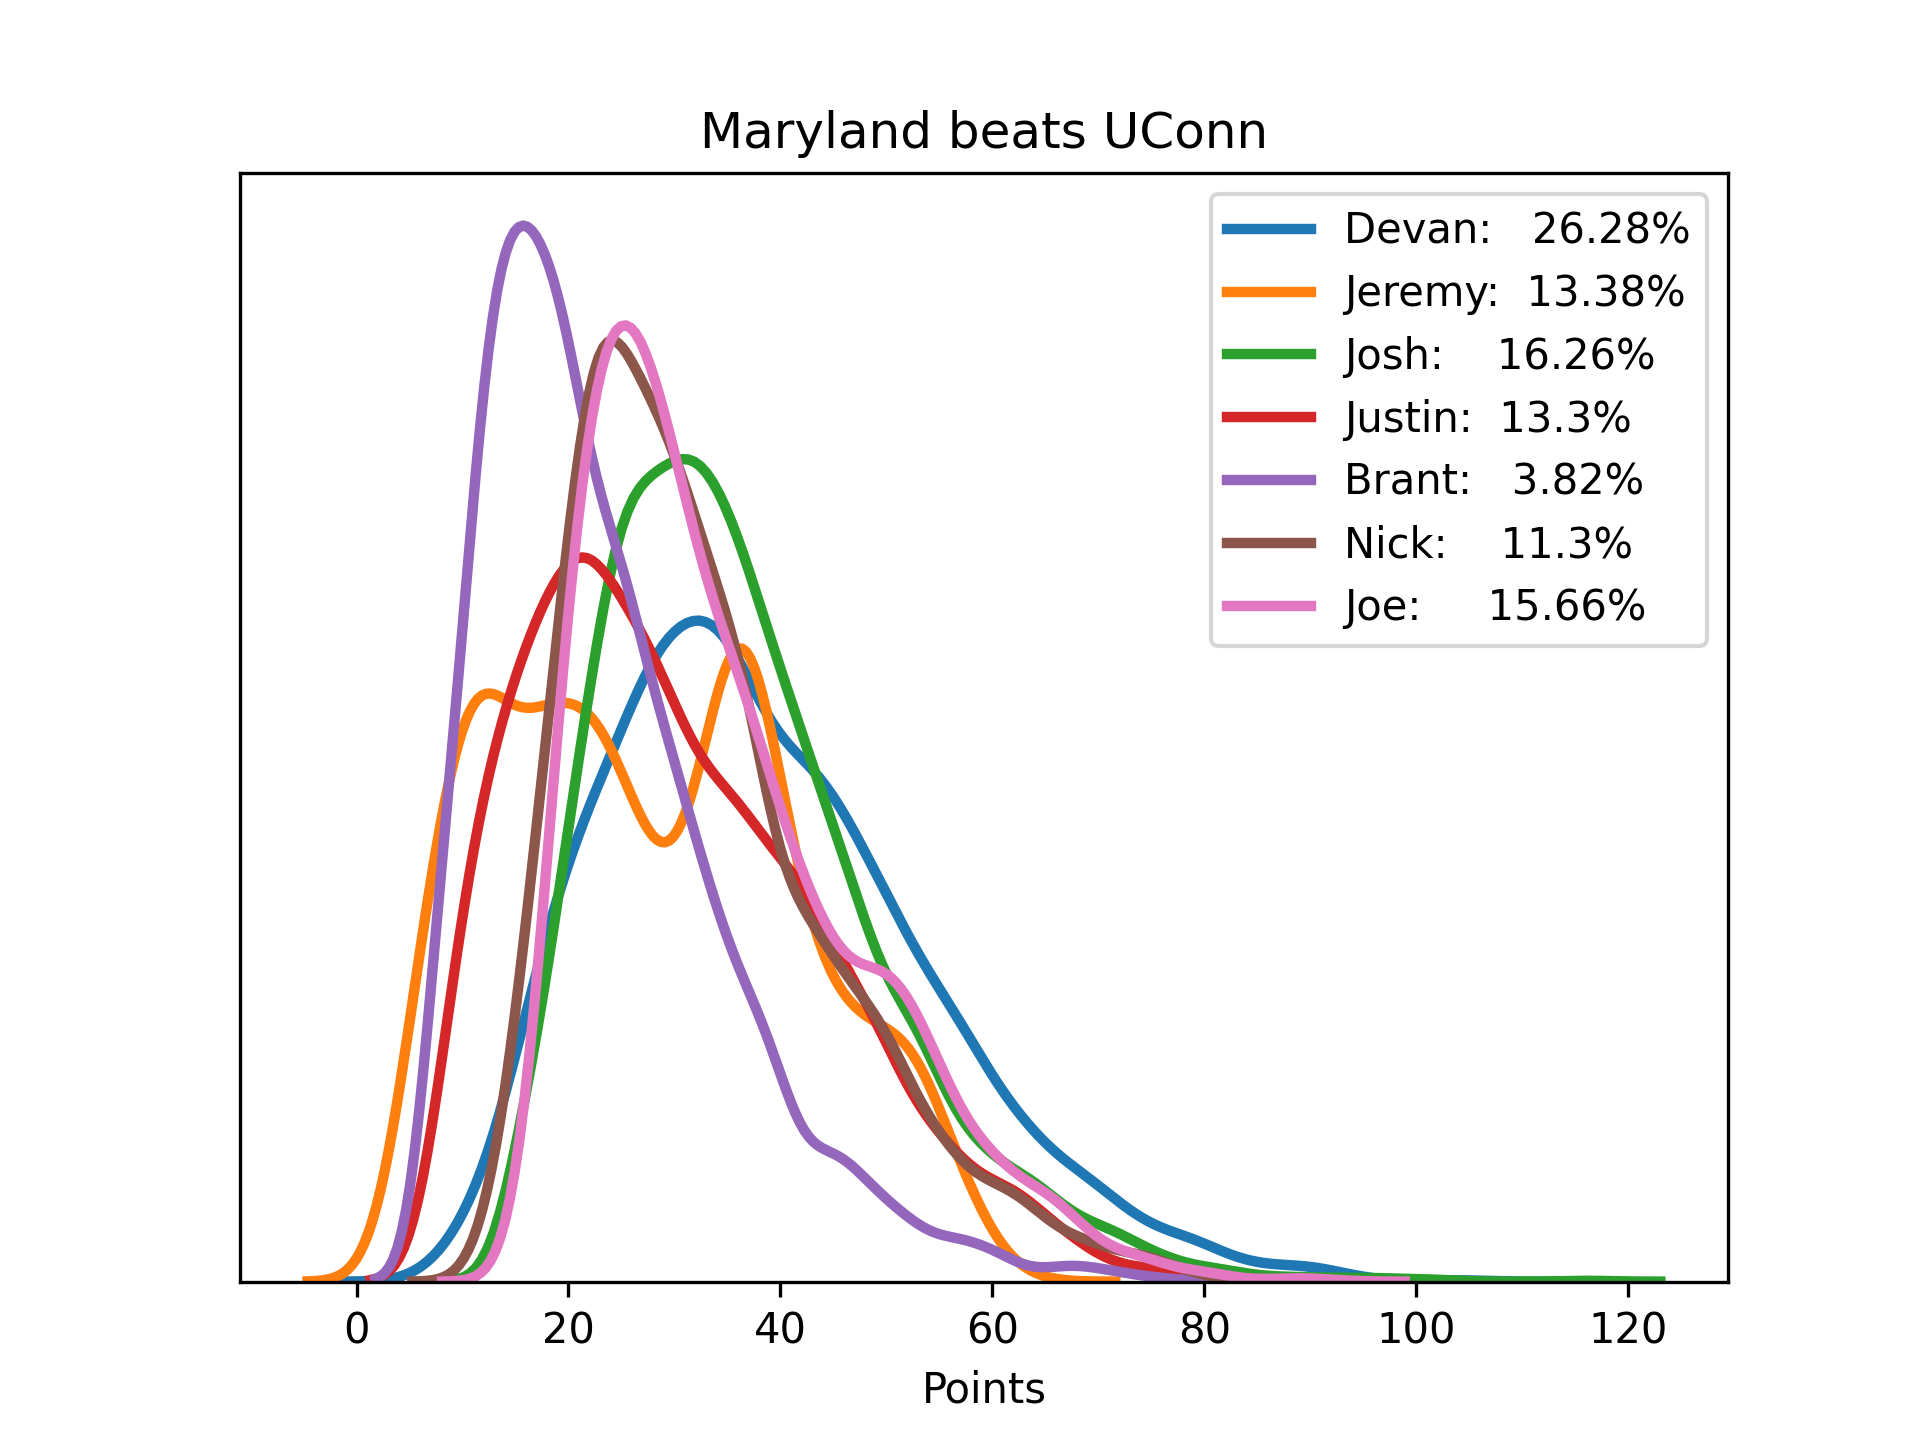 Maryland beats UConn
Devan: 26.28%
Jeremy: 13.38%
Josh: 16.26%
Justin: 13.3%
Brant: 3.82%
Nick: 11.3%
Joe: 15.66%
0 20 40 60 80 100 120
Points